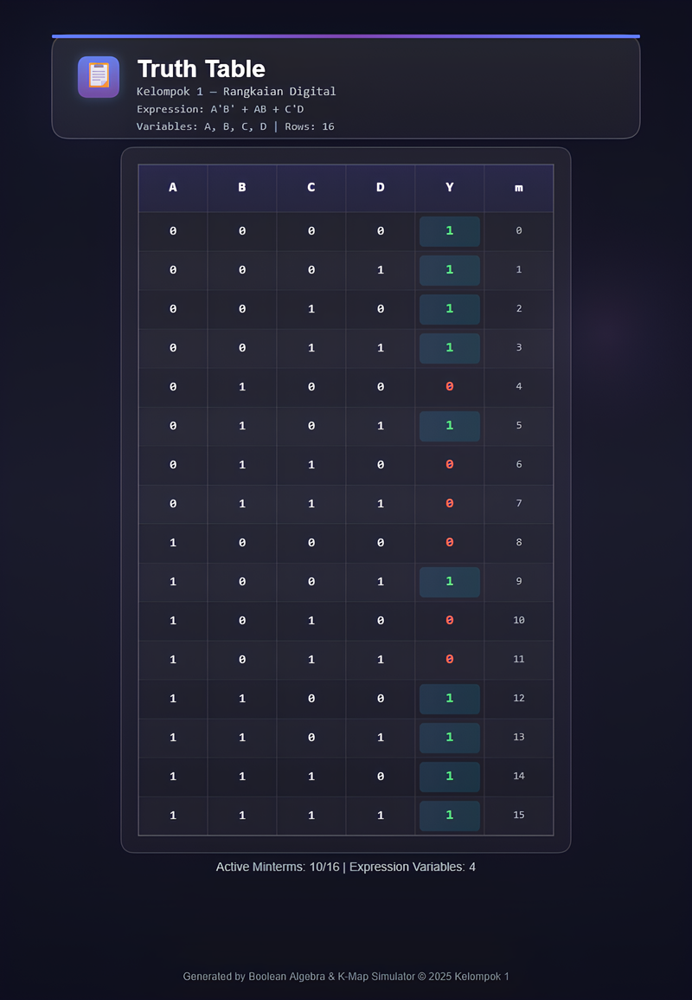 Truth Table
Kelompok 1 — Rangkaian Digital
Expression: A'B' + AB + C'D
Variables: A, B, C, D | Rows: 16
A B C D Y m
0 0 0 0 1 0
0 0 0 1 1 1
0 0 1 0 1 2
0 0 1 1 1 3
0 1 0 0 0 4
0 1 0 1 1 5
0 1 1 0 0 6
0 1 1 1 0 7
1 0 0 0 0 8
1 0 0 1 1 9
1 0 1 0 0 10
1 0 1 1 0 11
1 1 0 0 1 12
1 1 0 1 1 13
1 1 1 0 1 14
1 1 1 1 1 15
Active Minterms: 10/16 | Expression Variables: 4
Generated by Boolean Algebra & K-Map Simulator © 2025 Kelompok 1